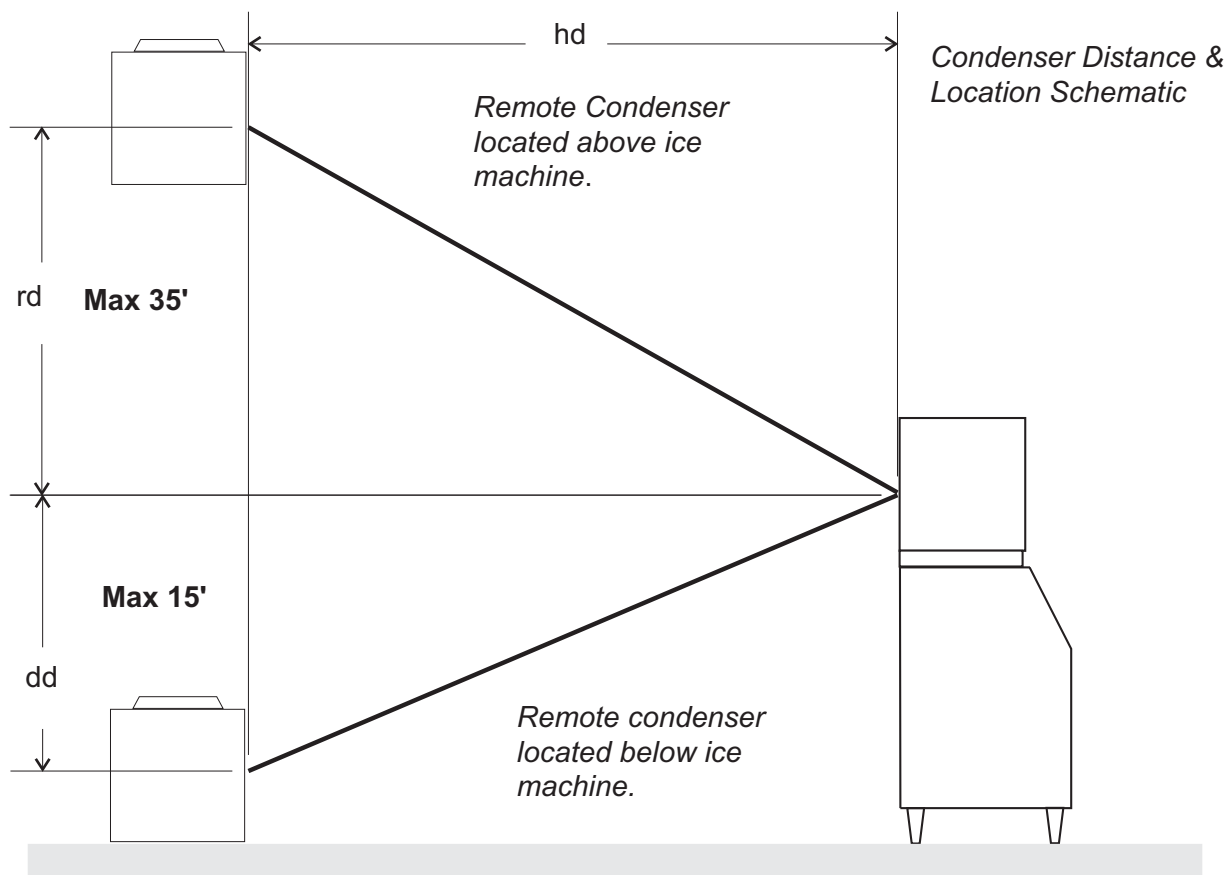 hd
Condenser Distance &
Location Schematic
Remote Condenser
located above ice
machine.
rd
Max 35'
Max 15'
dd
Remote condenser
located below ice
machine.